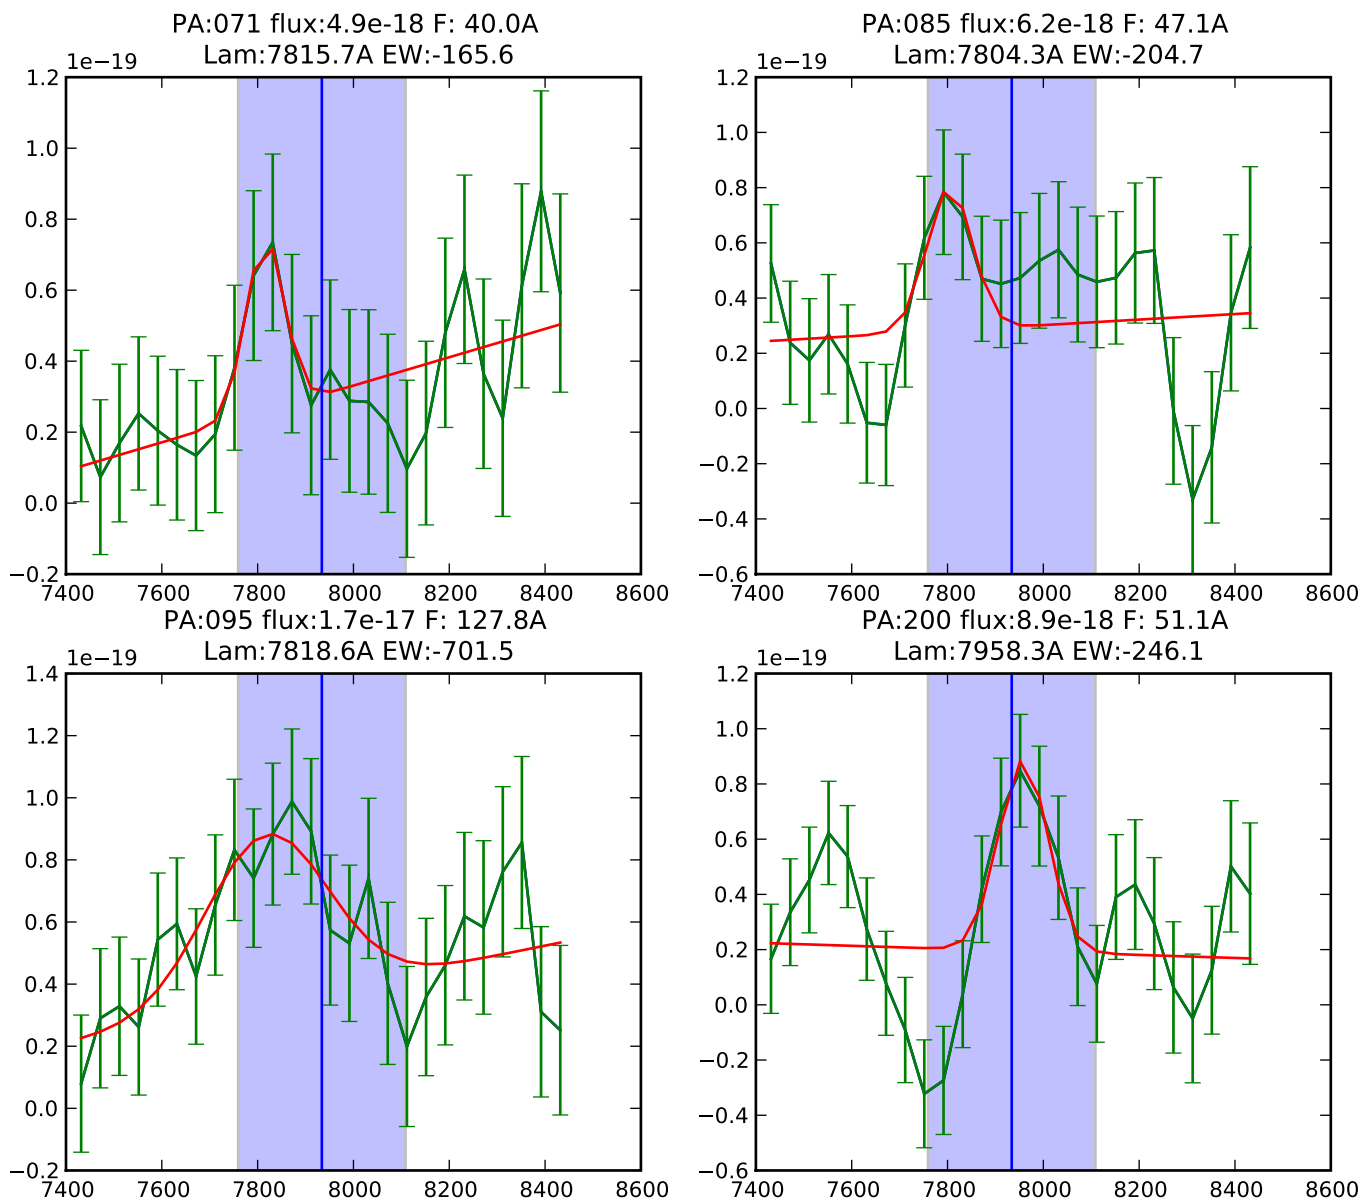 PA:071 flux:4.9e-18 F: 40.0A
Lam:7815.7A EW:-165.6
1e−19
1.2
1.0
0.8
0.6
0.4
0.2
0.0
−0.2
7400 7600 7800 8000 8200 8400 8600
PA:085 flux:6.2e-18 F: 47.1A
Lam:7804.3A EW:-204.7
1e−19
1.2
1.0
0.8
0.6
0.4
0.2
0.0
−0.2
−0.4
−0.6
7400 7600 7800 8000 8200 8400 8600
PA:095 flux:1.7e-17 F: 127.8A
Lam:7818.6A EW:-701.5
1e−19
1.4
1.2
1.0
0.8
0.6
0.4
0.2
0.0
−0.2
7400 7600 7800 8000 8200 8400 8600
PA:200 flux:8.9e-18 F: 51.1A
Lam:7958.3A EW:-246.1
1e−19
1.2
1.0
0.8
0.6
0.4
0.2
0.0
−0.2
−0.4
−0.6
7400 7600 7800 8000 8200 8400 8600